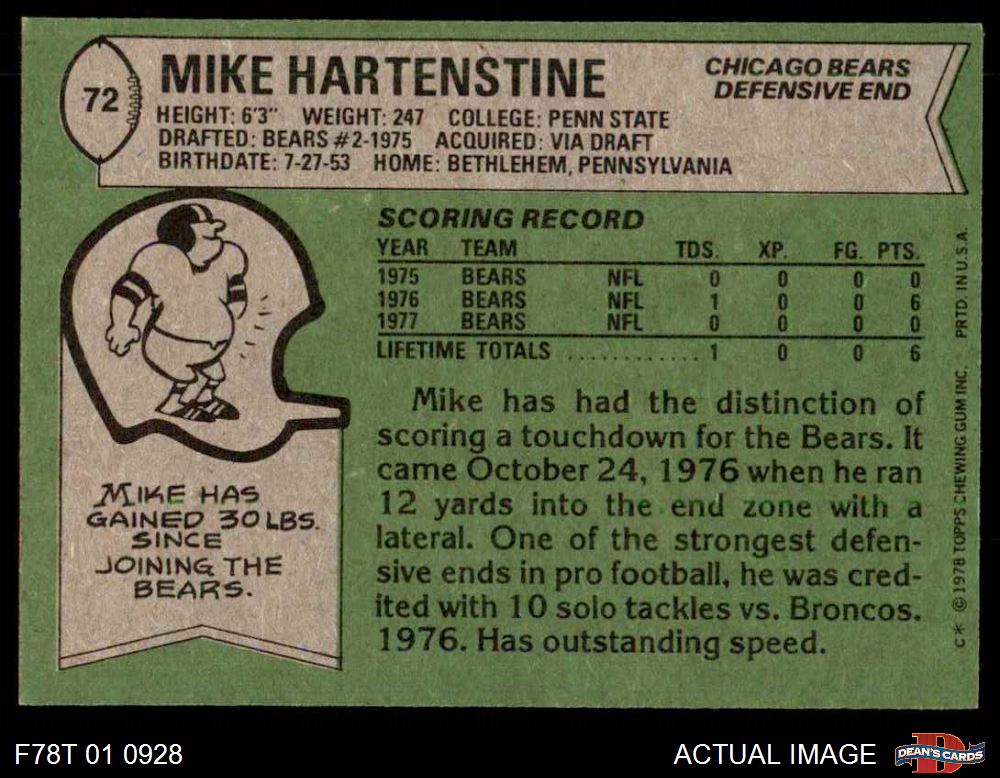 72
MIKE HARTENSTINE
CHICAGO BEARS
DEFENSIVE END
HEIGHT: 6'3" WEIGHT: 247 COLLEGE: PENN STATE
DRAFTED: BEARS #2-1975 ACQUIRED: VIA DRAFT
BIRTHDATE: 7-27-53 HOME: BETHLEHEM, PENNSYLVANIA
SCORING RECORD
YEAR TEAM TDS. XP. FG. PTS.
1975 BEARS NFL 0 0 0 0
1976 BEARS NFL 1 0 0 6
1977 BEARS NFL 0 0 0 0
LIFETIME TOTALS ............ 1 0 0 6
Mike has had the distinction of
scoring a touchdown for the Bears. It
came October 24, 1976 when he ran
12 yards into the end zone with a
lateral. One of the strongest defen-
sive ends in pro football, he was cred-
ited with 10 solo tackles vs. Broncos.
1976. Has outstanding speed.
MIKE HAS
GAINED 30 LBS.
SINCE
JOINING THE
BEARS.
C* © 1978 TOPPS CHEWING GUM INC. PRTD. IN U.S.A.
F78T 01 0928
ACTUAL IMAGE
DEAN'S CARDS